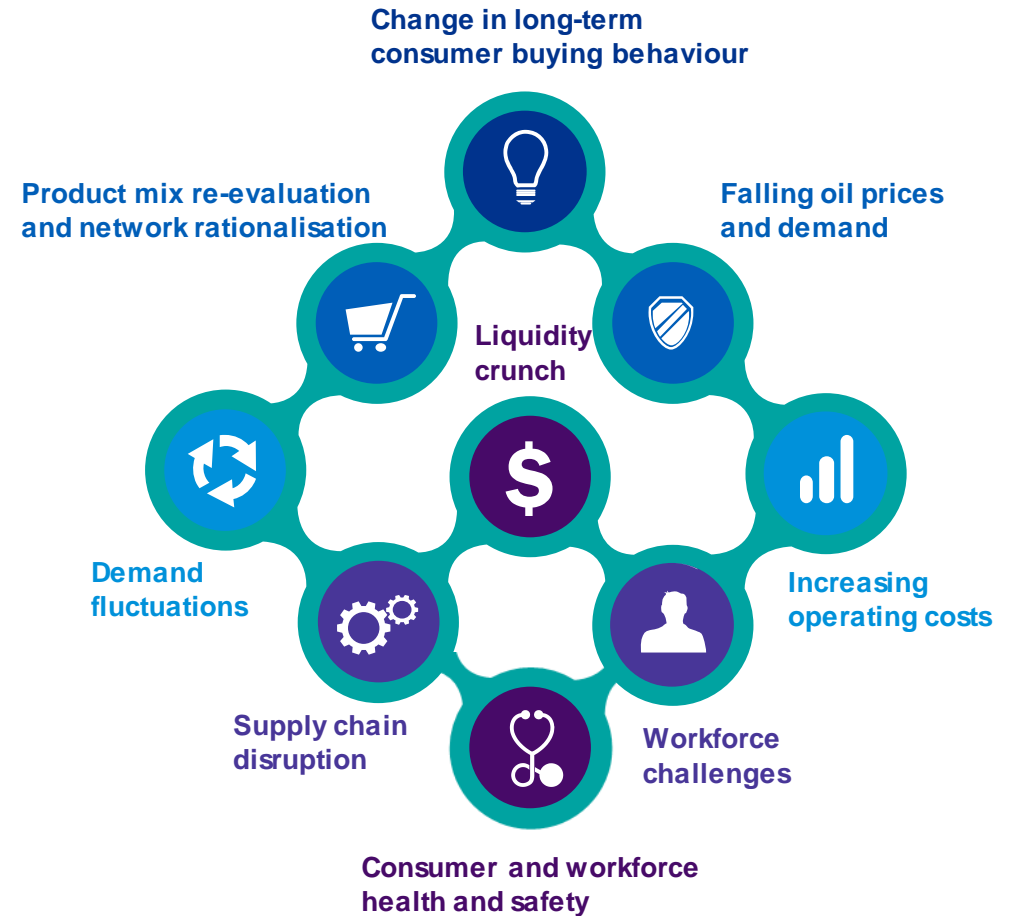 Change in long-term
consumer buying behaviour
Product mix re-evaluation
and network rationalisation
Falling oil prices
and demand
Liquidity
crunch
$
Demand
fluctuations
Increasing
operating costs
Supply chain
disruption
Workforce
challenges
Consumer and workforce
health and safety